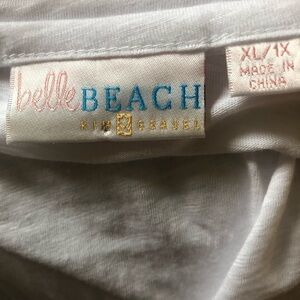 belle BEACH
KIM GRAVEL
XL/1X
MADE IN
CHINA